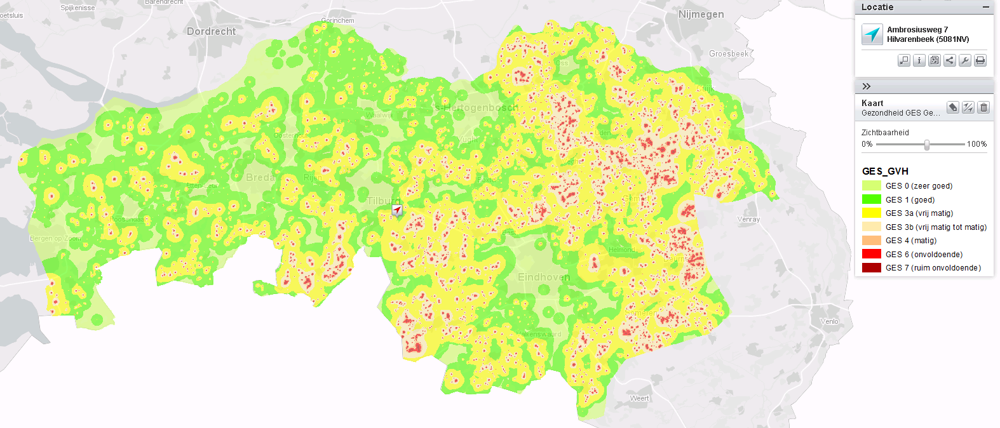 Spijkenisse
Barendrecht
oetsluis
Dordrecht
Gorinchem
Nijmegen
Groesbeek
Oss
Cuijk
s-Hertogenbosch
Waalwijk
Oosterhout
Vught
Uden
Veghel
Breda
Rijen
Etten-Leur
Boxtel
Tilburg
Gemert
Roosendaal
Best
Venray
Bergen op Zoom
Helmond
Deurne
Eindhoven
Someren
Valkenswaard
Venlo
Weert
Locatie
Ambrosiusweg 7
Hilvarenbeek (5081NV)
Kaart
Gezondheid GES Ge...
Zichtbaarheid
0% 100%
GES_GVH
GES 0 (zeer goed)
GES 1 (goed)
GES 3a (vrij matig)
GES 3b (vrij matig tot matig)
GES 4 (matig)
GES 6 (onvoldoende)
GES 7 (ruim onvoldoende)